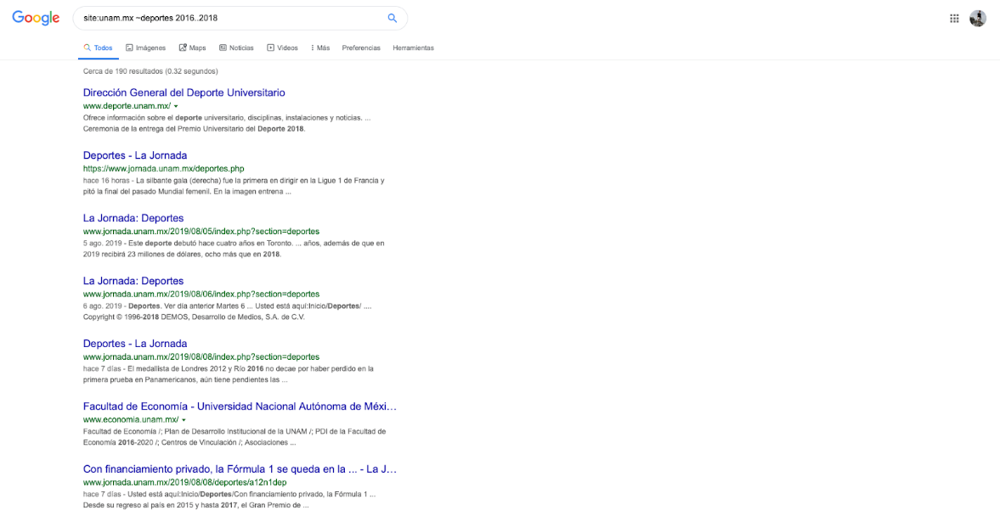 Google
site:unam.mx ~deportes 2016..2018
Todos Imágenes Maps Noticias Videos Más Preferencias Herramientas
Cerca de 190 resultados (0.32 segundos)
Dirección General del Deporte Universitario
www.deporte.unam.mx/
Ofrece información sobre el deporte universitario, disciplinas, instalaciones y noticias. ...
Ceremonia de la entrega del Premio Universitario del Deporte 2018.
Deportes - La Jornada
https://www.jornada.unam.mx/deportes.php
hace 16 horas - La silbante gala (derecha) fue la primera en dirigir en la Ligue 1 de Francia y
pitó la final del pasado Mundial femenil. En la imagen entrena ...
La Jornada: Deportes
www.jornada.unam.mx/2019/08/05/index.php?section=deportes
5 ago. 2019 - Este deporte debutó hace cuatro años en Toronto. ... años, además de que en
2019 recibirá 23 millones de dólares, ocho más que en 2018.
La Jornada: Deportes
www.jornada.unam.mx/2019/08/06/index.php?section=deportes
6 ago. 2019 - Deportes. Ver día anterior Martes 6 ... Usted está aquí:Inicio/Deportes/ ....
Copyright © 1996-2018 DEMOS, Desarrollo de Medios, S.A. de C.V.
Deportes - La Jornada
www.jornada.unam.mx/2019/08/08/index.php?section=deportes
hace 7 días - El medallista de Londres 2012 y Río 2016 no decae por haber perdido en la
primera prueba en Panamericanos, aún tiene pendientes las ...
Facultad de Economía - Universidad Nacional Autónoma de Méxi...
www.economia.unam.mx/
Facultad de Economía /; Plan de Desarrollo Institucional de la UNAM /; PDI de la Facultad de
Economía 2016-2020 /; Centros de Vinculación /; Asociaciones ...
Con financiamiento privado, la Fórmula 1 se queda en la ... - La J...
www.jornada.unam.mx/2019/08/08/deportes/a12n1dep
hace 7 días - Usted está aquí:Inicio/Deportes/Con financiamiento privado, la Fórmula 1 ...
Desde su regreso al país en 2015 y hasta 2017, el Gran Premio de ...